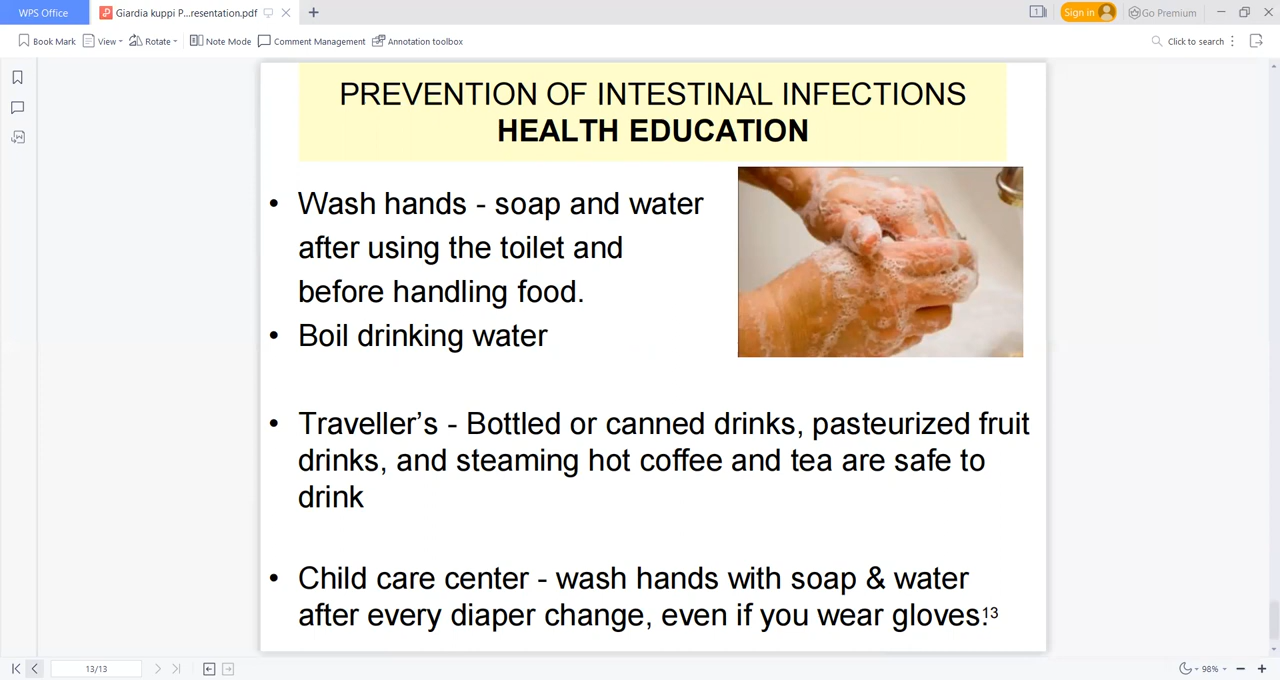 WPS Office
Giardia kuppi P...resentation.pdf
1
Sign in
Go Premium
Book Mark
View
Rotate
Note Mode
Comment Management
Annotation toolbox
Click to search
PREVENTION OF INTESTINAL INFECTIONS
HEALTH EDUCATION
• Wash hands - soap and water
after using the toilet and
before handling food.
• Boil drinking water
• Traveller’s - Bottled or canned drinks, pasteurized fruit
drinks, and steaming hot coffee and tea are safe to
drink
• Child care center - wash hands with soap & water
after every diaper change, even if you wear gloves.
13
13/13
98%